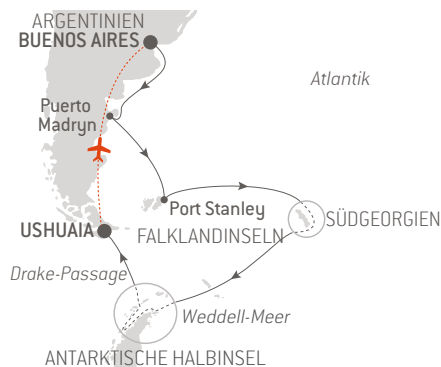 ARGENTINIEN
BUENOS AIRES
Atlantik
Puerto
Madryn
Port Stanley
SÜDGEORGIEN
USHUAIA
FALKLANDINSELN
Drake-Passage
Weddell-Meer
ANTARKTISCHE HALBINSEL